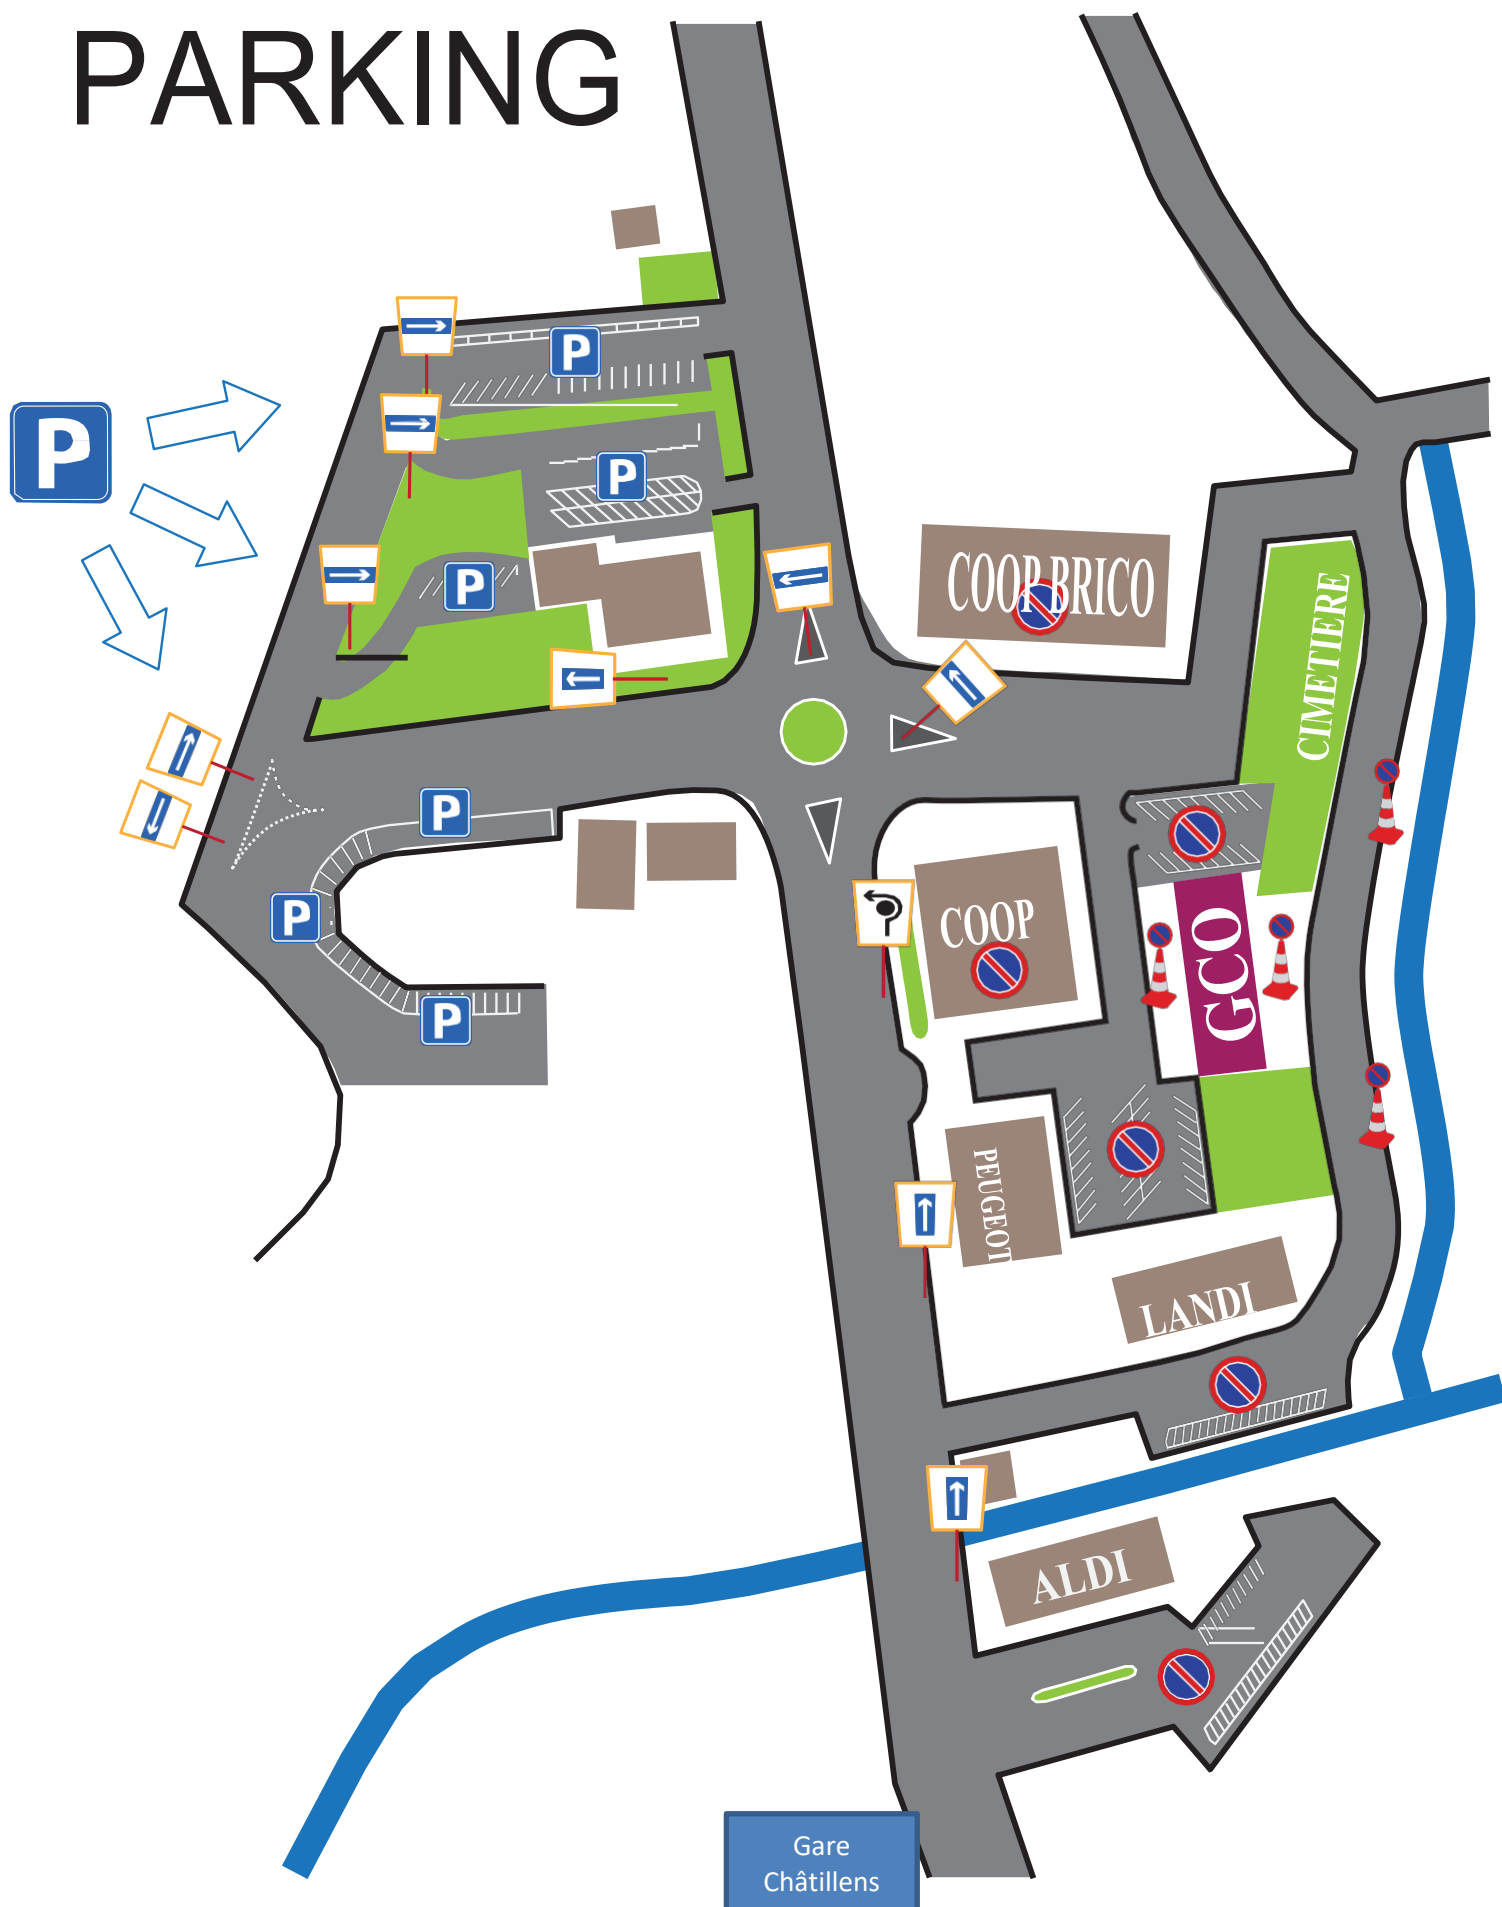 PARKING
P
P
P
P
COOP BRICO
CIMETIERE
P
P
P
COOP
GCO
PEUGEOT
LANDI
ALDI
Gare
Châtillens